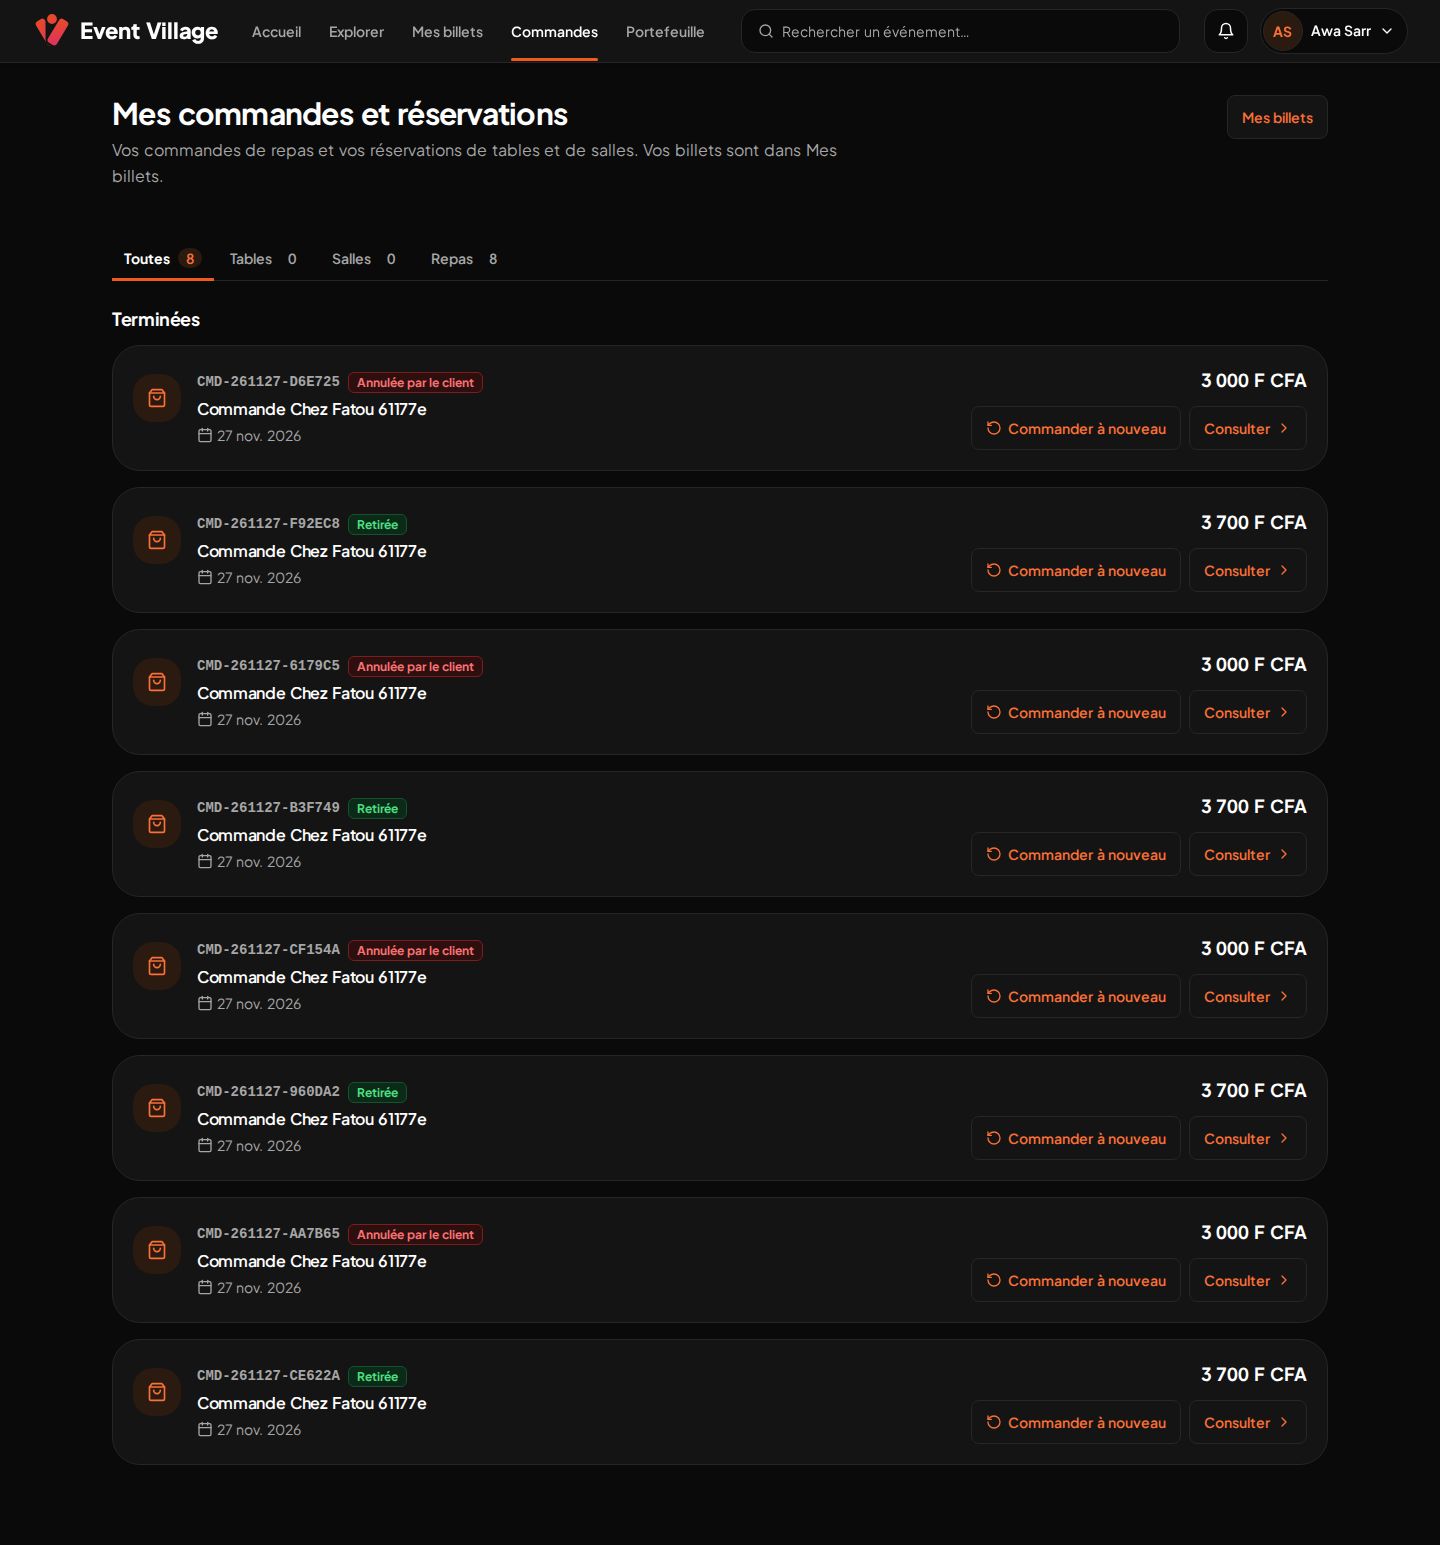 Event Village
Accueil
Explorer
Mes billets
Commandes
Portefeuille
Rechercher un événement...
AS
Awa Sarr
Mes commandes et réservations
Mes billets
Vos commandes de repas et vos réservations de tables et de salles. Vos billets sont dans Mes
billets.
Toutes 8
Tables 0
Salles 0
Repas 8
Terminées
CMD-261127-D6E725 Annulée par le client
3 000 F CFA
Commande Chez Fatou 61177e
27 nov. 2026
Commander à nouveau
Consulter
CMD-261127-F92EC8 Retirée
3 700 F CFA
Commande Chez Fatou 61177e
27 nov. 2026
Commander à nouveau
Consulter
CMD-261127-6179C5 Annulée par le client
3 000 F CFA
Commande Chez Fatou 61177e
27 nov. 2026
Commander à nouveau
Consulter
CMD-261127-B3F749 Retirée
3 700 F CFA
Commande Chez Fatou 61177e
27 nov. 2026
Commander à nouveau
Consulter
CMD-261127-CF154A Annulée par le client
3 000 F CFA
Commande Chez Fatou 61177e
27 nov. 2026
Commander à nouveau
Consulter
CMD-261127-960DA2 Retirée
3 700 F CFA
Commande Chez Fatou 61177e
27 nov. 2026
Commander à nouveau
Consulter
CMD-261127-AA7B65 Annulée par le client
3 000 F CFA
Commande Chez Fatou 61177e
27 nov. 2026
Commander à nouveau
Consulter
CMD-261127-CE622A Retirée
3 700 F CFA
Commande Chez Fatou 61177e
27 nov. 2026
Commander à nouveau
Consulter